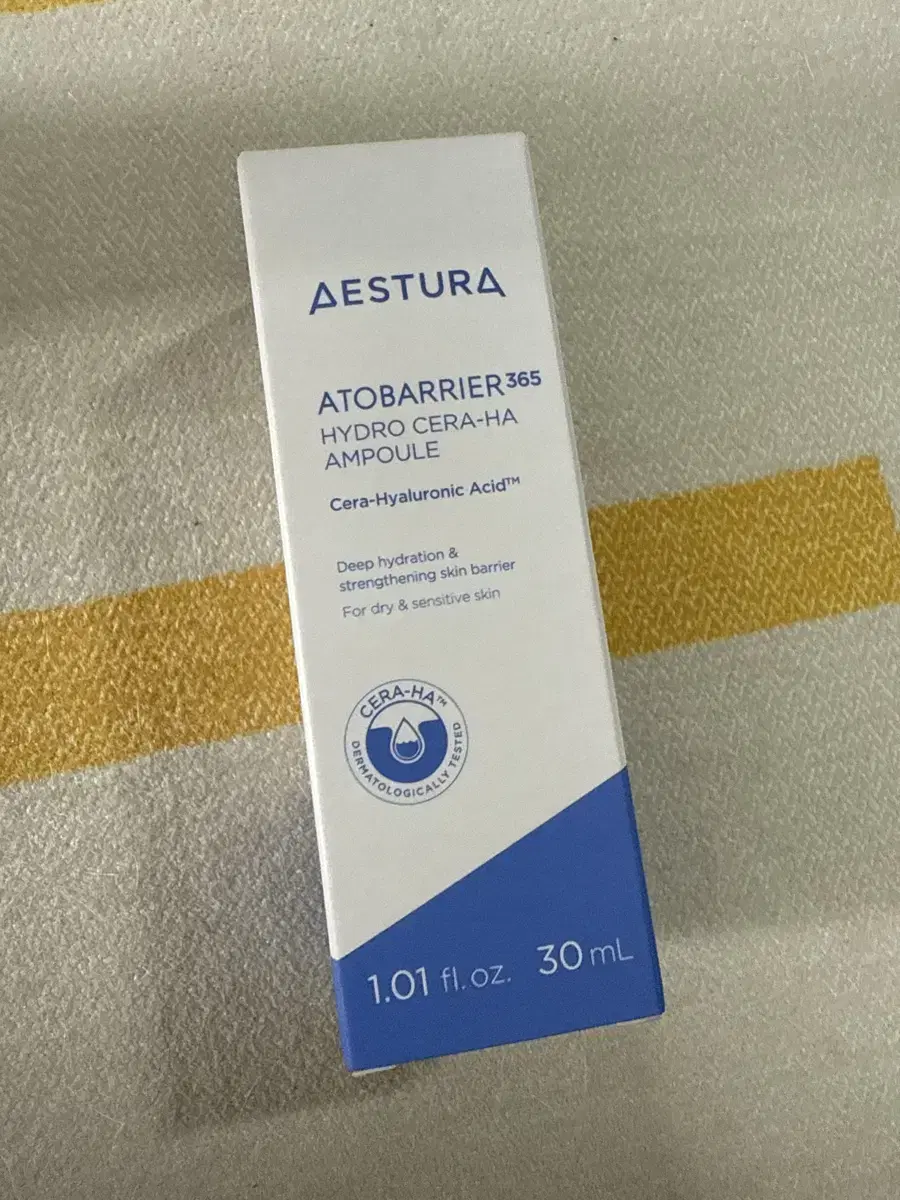 AESTURA
ATOBARRIER365
HYDRO CERA-HA
AMPOULE
Cera-Hyaluronic Acid™
Deep hydration &
strengthening skin barrier
For dry & sensitive skin
CERA-HA™
DERMATOLOGICALLY TESTED
1.01 fl.oz. 30 mL